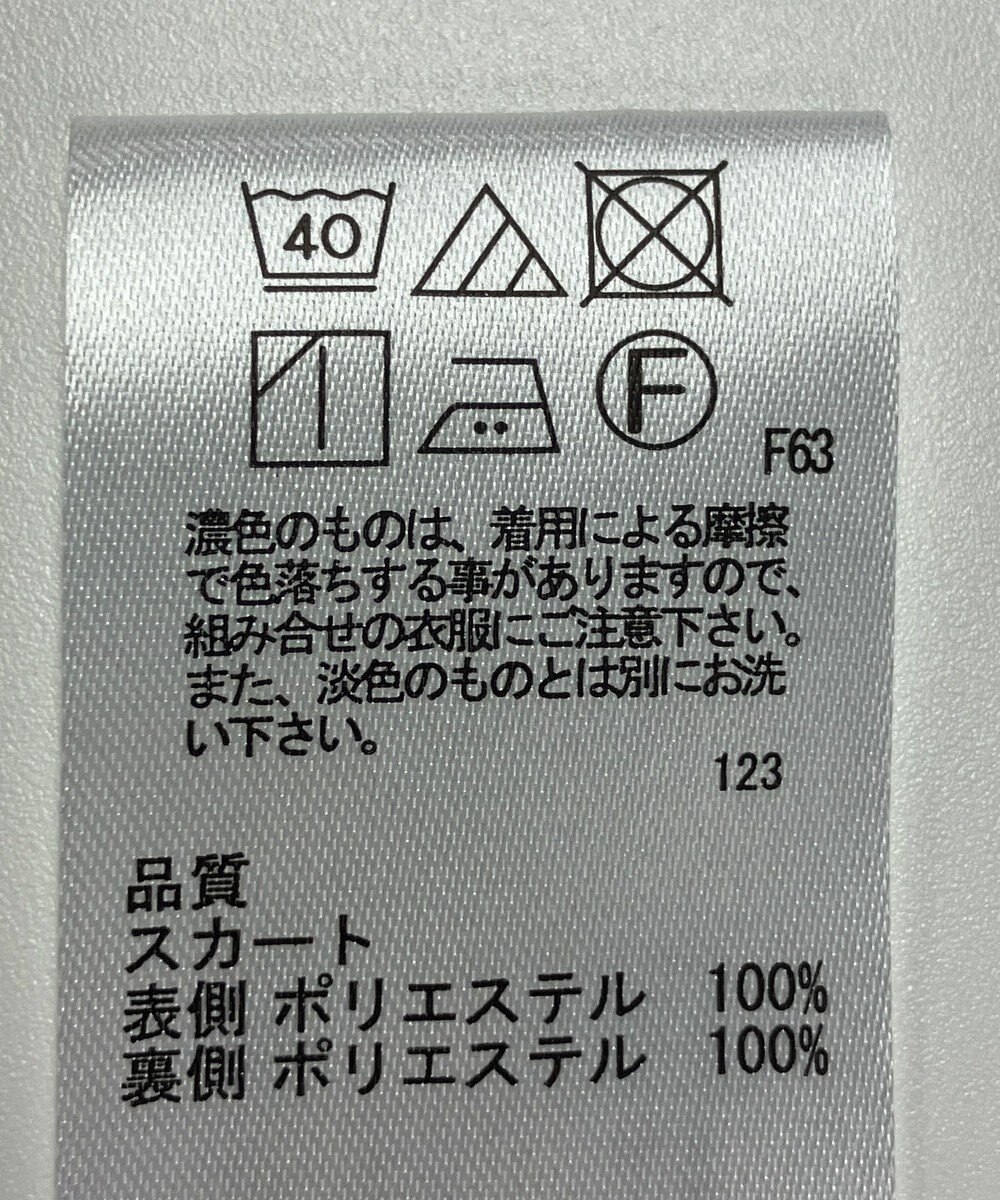 40
F
F63
濃色のものは、着用による摩擦
で色落ちする事がありますので、
組み合せの衣服にご注意下さい。
また、淡色のものとは別にお洗
い下さい。
123
品質
スカート
表側 ポリエステル 100%
裏側 ポリエステル 100%